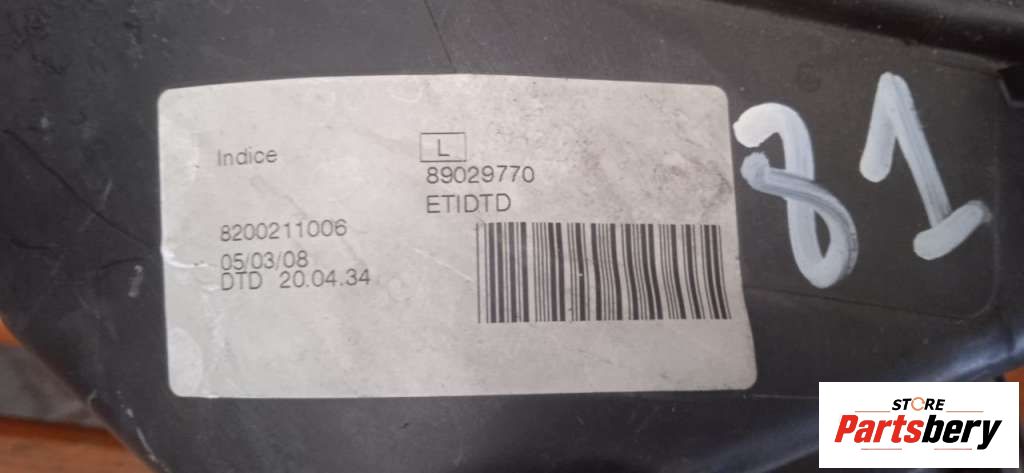 Indice
L
89029770
ETIDTD
8200211006
05/03/08
DTD 20.04.34
81
STORE
Partsbery